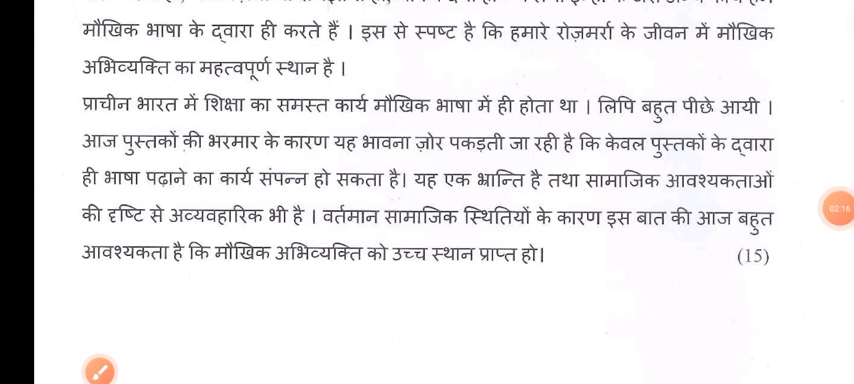 मौखिक भाषा के द्वारा ही करते हैं । इस से स्पष्ट है कि हमारे रोज़मर्रा के जीवन में मौखिक
अभिव्यक्ति का महत्वपूर्ण स्थान है ।
प्राचीन भारत में शिक्षा का समस्त कार्य मौखिक भाषा में ही होता था । लिपि बहुत पीछे आयी ।
आज पुस्तकों की भरमार के कारण यह भावना ज़ोर पकड़ती जा रही है कि केवल पुस्तकों के द्वारा
ही भाषा पढ़ाने का कार्य संपन्न हो सकता है। यह एक भ्रान्ति है तथा सामाजिक आवश्यकताओं
की दृष्टि से अव्यवहारिक भी है । वर्तमान सामाजिक स्थितियों के कारण इस बात की आज बहुत
आवश्यकता है कि मौखिक अभिव्यक्ति को उच्च स्थान प्राप्त हो। (15)
02:16